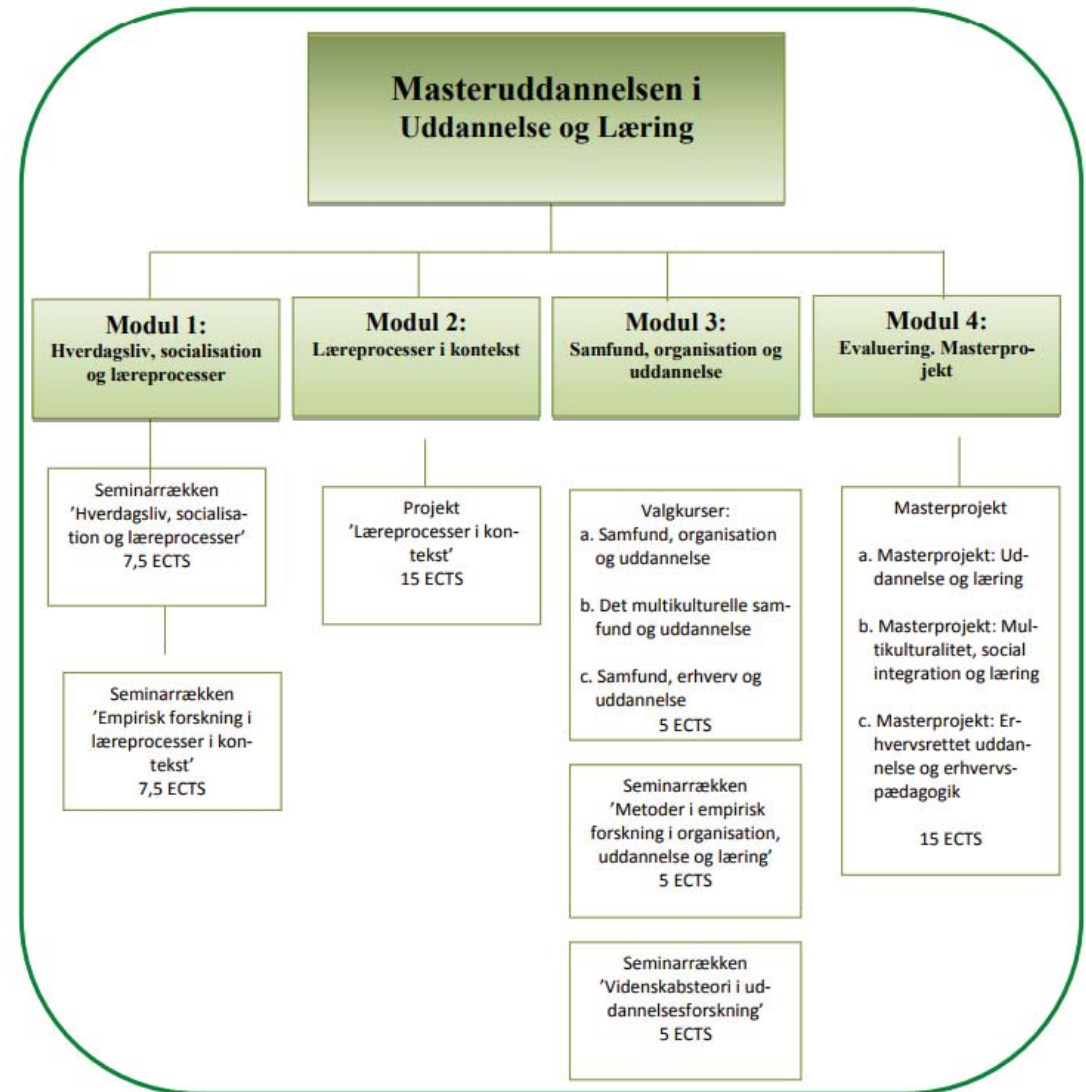 Masteruddannelsen i
Uddannelse og Læring
Modul 1:
Hverdagsliv, socialisation
og læreprocesser
Seminarrækken
'Hverdagsliv, socialisa-
tion og læreprocesser'
7,5 ECTS
Seminarrækken
'Empirisk forskning i
læreprocesser i kon-
tekst'
7,5 ECTS
Modul 2:
Læreprocesser i kontekst
Projekt
'Læreprocesser i kon-
tekst'
15 ECTS
Modul 3:
Samfund, organisation og
uddannelse
Valgkurser:
a. Samfund, organisation
og uddannelse
b. Det multikulturelle sam-
fund og uddannelse
c. Samfund, erhverv og
uddannelse
5 ECTS
Seminarrækken
'Metoder i empirisk
forskning i organisation,
uddannelse og læring'
5 ECTS
Seminarrækken
'Videnskabsteori i ud-
dannelsesforskning'
5 ECTS
Modul 4:
Evaluering. Masterpro-
jekt
Masterprojekt
a. Masterprojekt: Ud-
dannelse og læring
b. Masterprojekt: Mul-
tikulturalitet, social
integration og læring
c. Masterprojekt: Er-
hvervsrettet uddan-
nelse og erhvervs-
pædagogik
15 ECTS